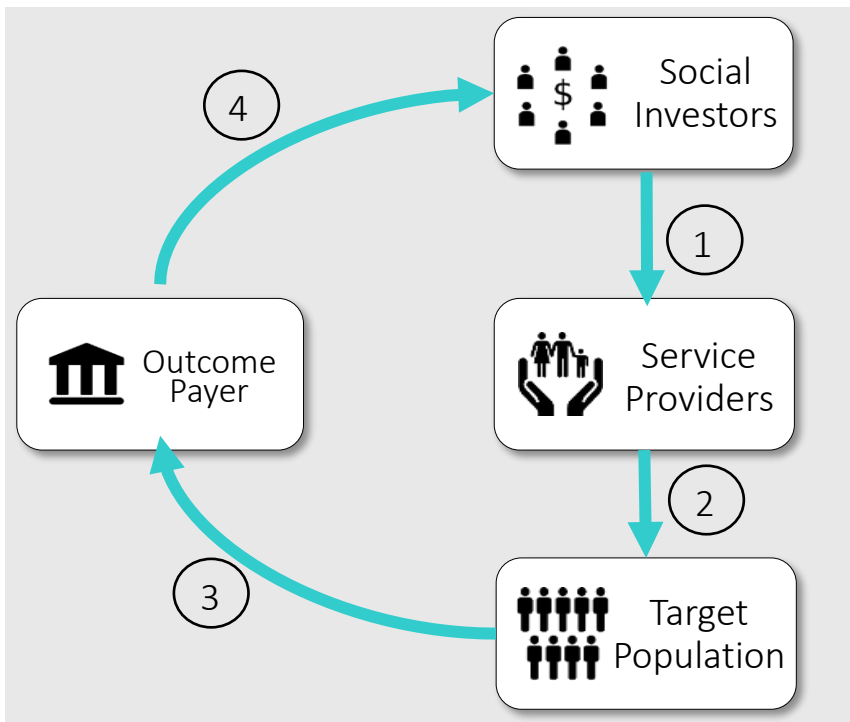 4
$
Social
Investors
1
Outcome
Payer
Service
Providers
2
3
Target
Population